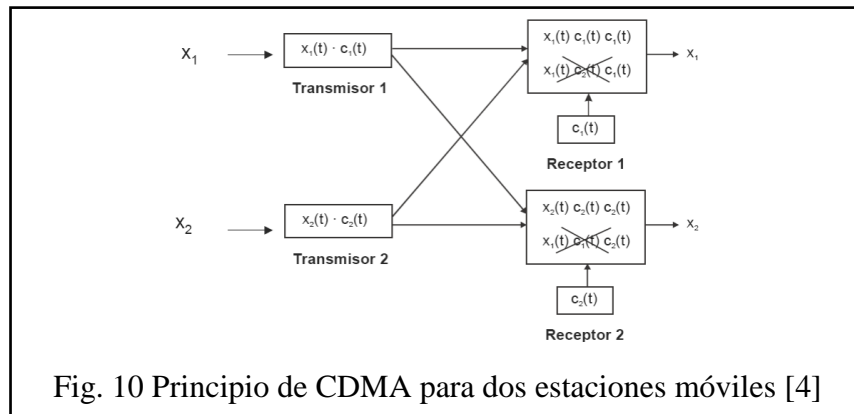 x₁
x₁(t) · c₁(t)
Transmisor 1
x₁(t) c₁(t) c₁(t)
x₁(t) c₂(t) c₁(t)
x₁
c₁(t)
Receptor 1
x₂
x₂(t) · c₂(t)
Transmisor 2
x₂(t) c₂(t) c₂(t)
x₁(t) c₁(t) c₂(t)
x₂
c₂(t)
Receptor 2
Fig. 10 Principio de CDMA para dos estaciones móviles [4]